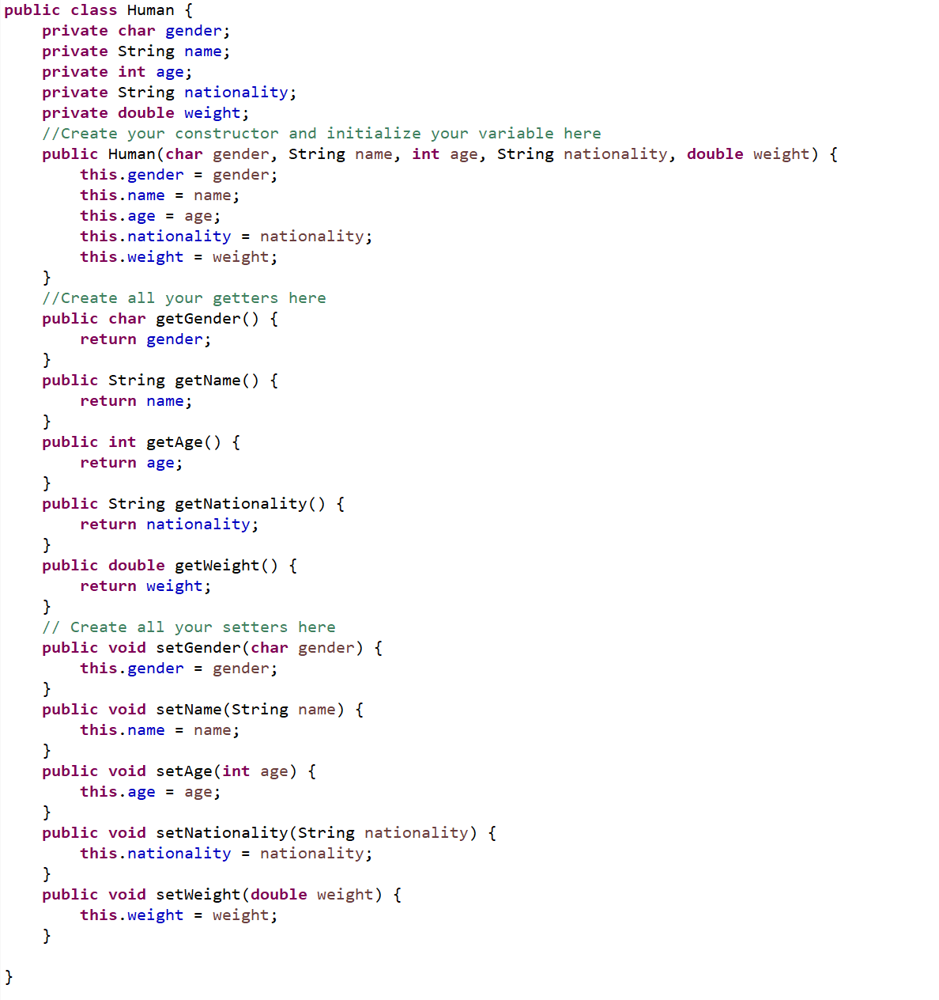 public class Human {
    private char gender;
    private String name;
    private int age;
    private String nationality;
    private double weight;
    //Create your constructor and initialize your variable here
    public Human(char gender, String name, int age, String nationality, double weight) {
        this.gender = gender;
        this.name = name;
        this.age = age;
        this.nationality = nationality;
        this.weight = weight;
    }
    //Create all your getters here
    public char getGender() {
        return gender;
    }
    public String getName() {
        return name;
    }
    public int getAge() {
        return age;
    }
    public String getNationality() {
        return nationality;
    }
    public double getWeight() {
        return weight;
    }
    // Create all your setters here
    public void setGender(char gender) {
        this.gender = gender;
    }
    public void setName(String name) {
        this.name = name;
    }
    public void setAge(int age) {
        this.age = age;
    }
    public void setNationality(String nationality) {
        this.nationality = nationality;
    }
    public void setWeight(double weight) {
        this.weight = weight;
    }

}